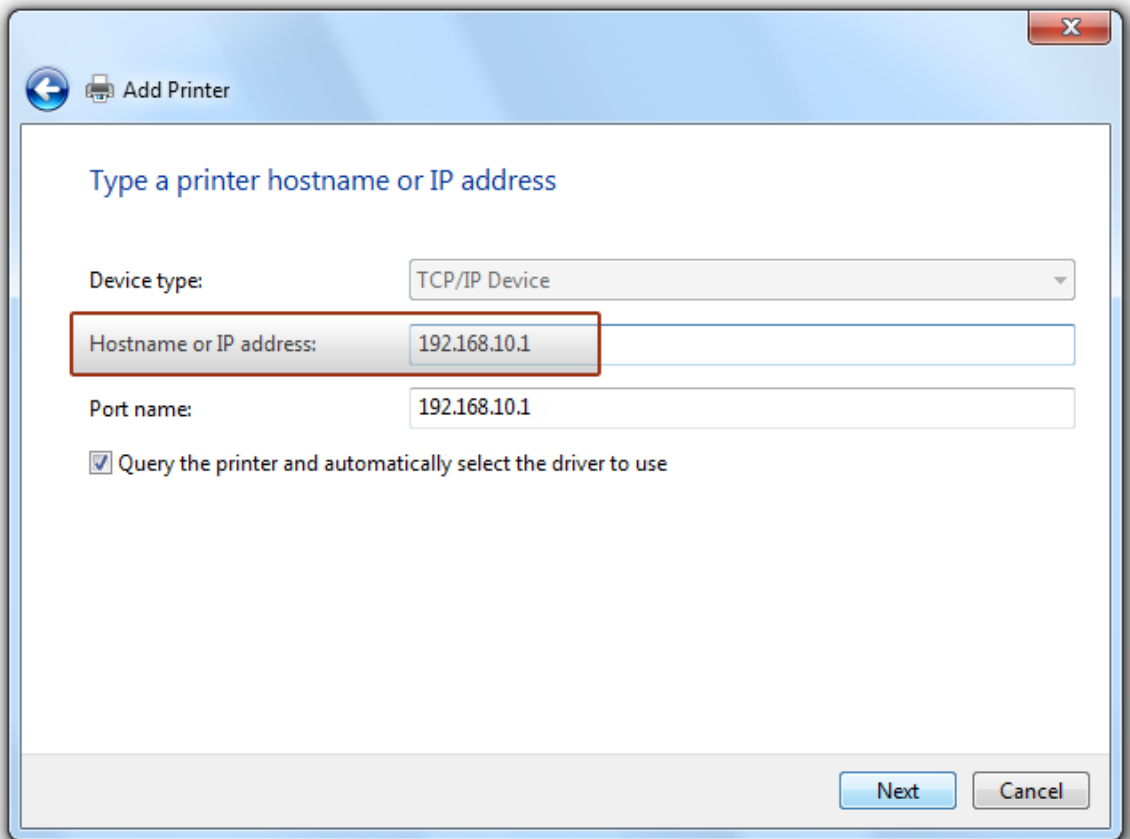 Add Printer
Type a printer hostname or IP address
Device type: TCP/IP Device
Hostname or IP address: 192.168.10.1
Port name: 192.168.10.1
Query the printer and automatically select the driver to use
Next Cancel